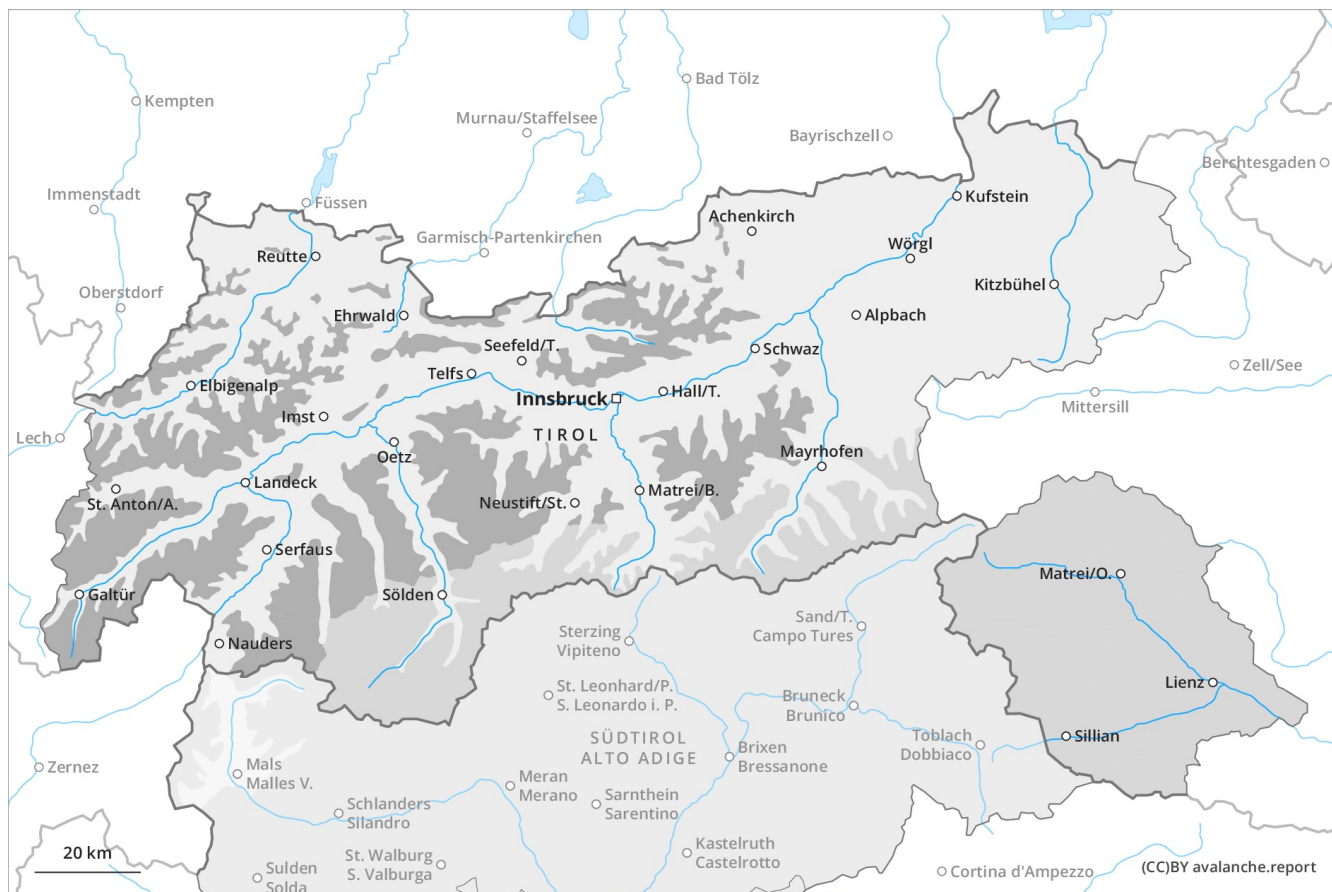 Bad Tölz
Kempten
Murnau/Staffelsee
Bayrischzell
Berchtesgaden
Immenstadt
Füssen
Kufstein
Achenkirch
Garmisch-Partenkirchen
Wörgl
Reutte
Kitzbühel
Oberstdorf
Ehrwald
Alpbach
Seefeld/T.
Schwaz
Zell/See
Telfs
Elbigenalp
Hall/T.
Innsbruck
Mittersill
Imst
Lech
TIROL
Oetz
Mayrhofen
Landeck
Matrei/B.
St. Anton/A.
Neustift/St.
Serfaus
Matrei/O.
Galtür
Sölden
Sand/T.
Campo Tures
Sterzing
Vipiteno
Nauders
Lienz
St. Leonhard/P.
S. Leonardo i. P.
Bruneck
Brunico
Sillian
Toblach
Dobbiaco
SÜDTIROL
ALTO ADIGE
Brixen
Bressanone
Zernez
Mals
Malles V.
Meran
Merano
Schlanders
Silandro
Sarnthein
Sarentino
Kastelruth
Castelrotto
20 km
St. Walburg
S. Valburga
Sulden
Solda
Cortina d'Ampezzo
(CC)BY avalanche.report